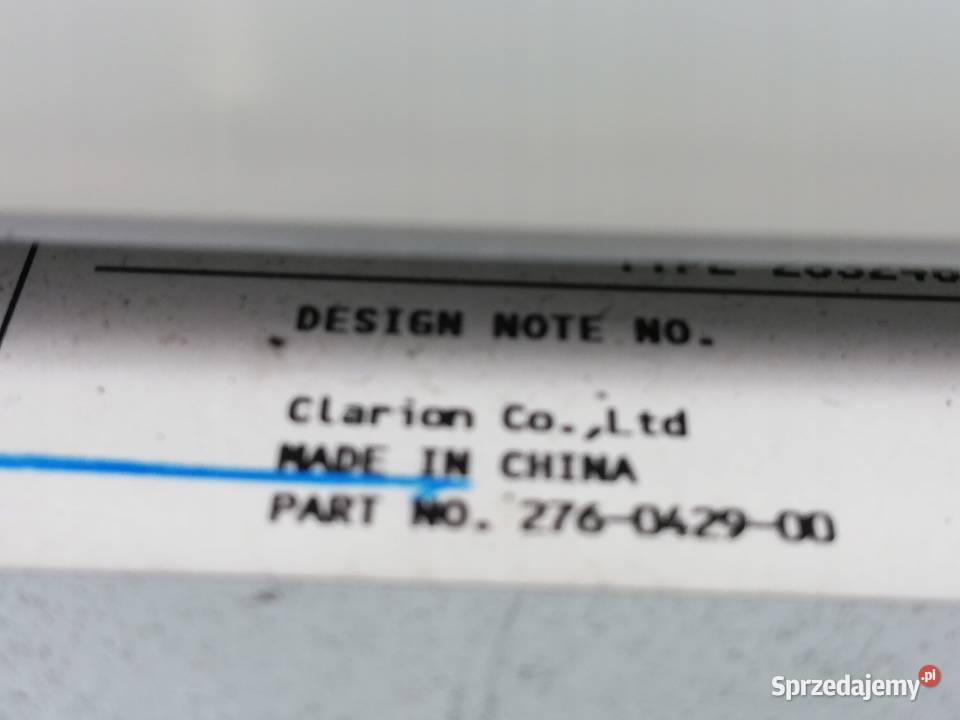 DESIGN NOTE NO.
Clarion Co.,Ltd
MADE IN CHINA
PART NO. 276-0429-00
Sprzedajemy.pl